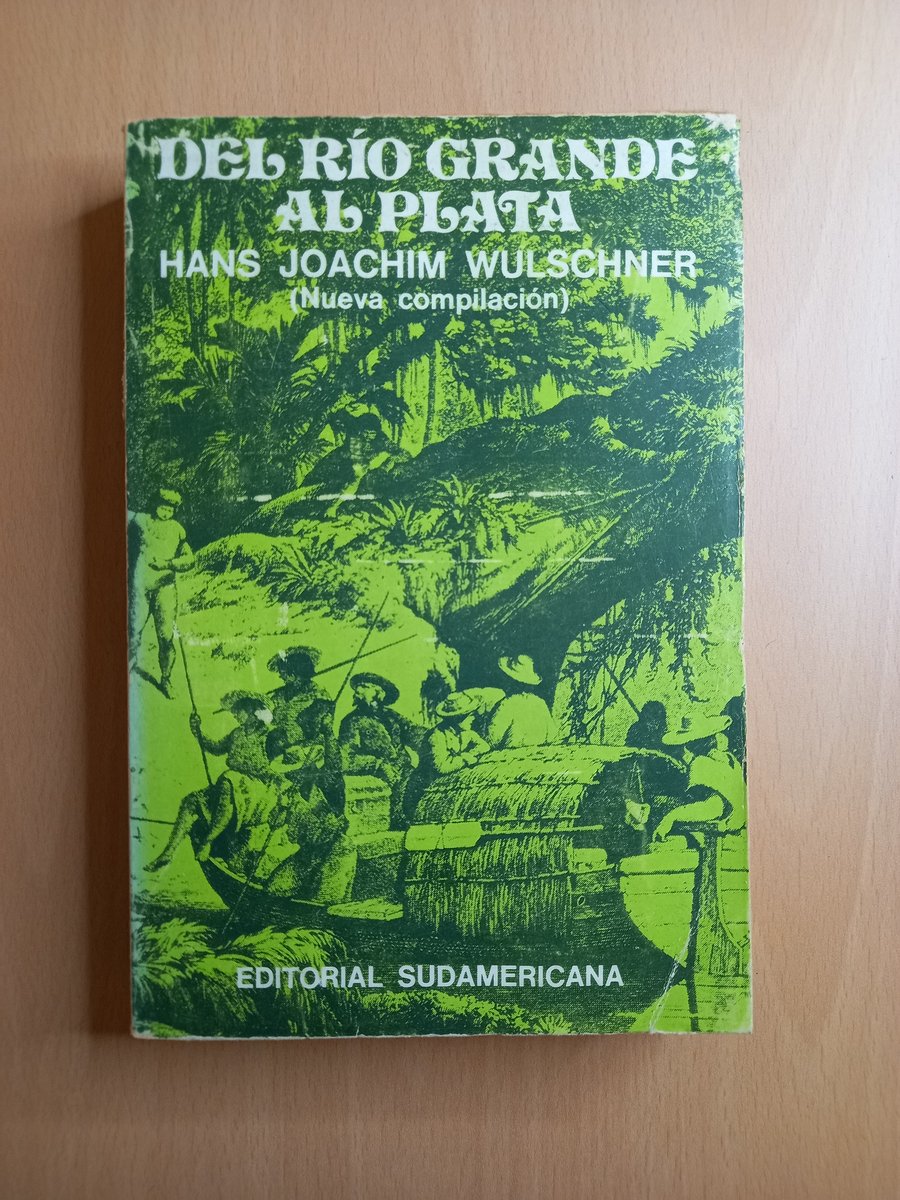 DEL RÍO GRANDE
AL PLATA
HANS JOACHIM WULSCHNER
(Nueva compilación)
EDITORIAL SUDAMERICANA